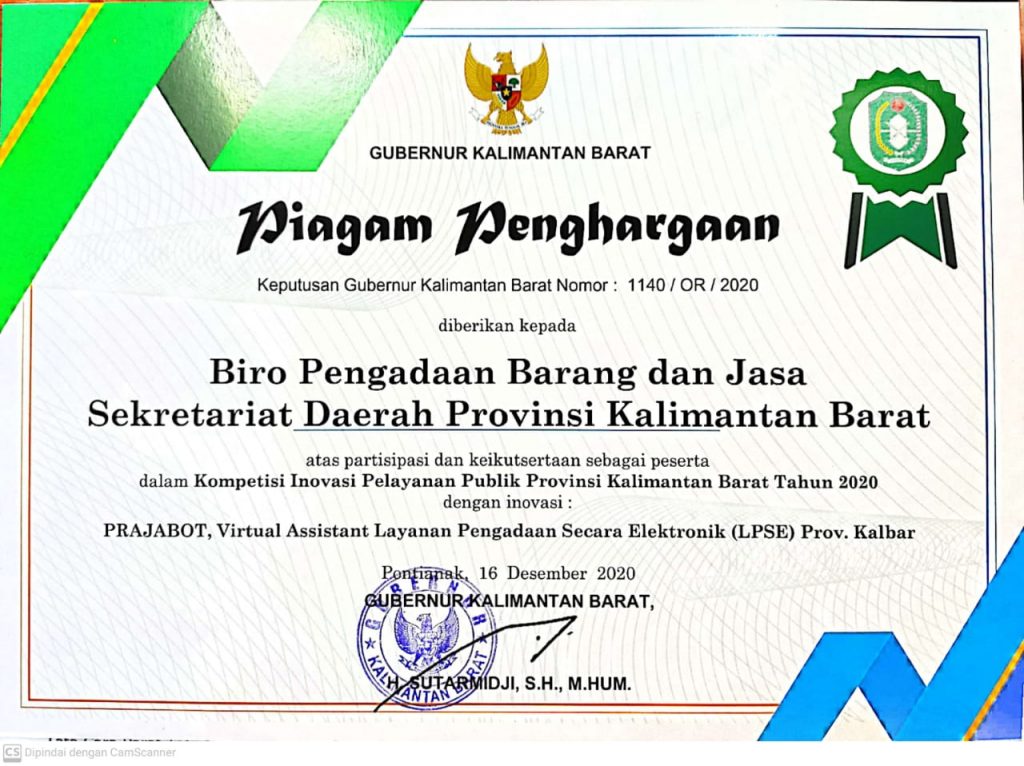 GUBERNUR KALIMANTAN BARAT
Piagam Penghargaan
Keputusan Gubernur Kalimantan Barat Nomor : 1140 / OR / 2020
diberikan kepada
Biro Pengadaan Barang dan Jasa
Sekretariat Daerah Provinsi Kalimantan Barat
atas partisipasi dan keikutsertaan sebagai peserta
dalam Kompetisi Inovasi Pelayanan Publik Provinsi Kalimantan Barat Tahun 2020
dengan inovasi :
PRAJABOT, Virtual Assistant Layanan Pengadaan Secara Elektronik (LPSE) Prov. Kalbar
Pontianak, 16 Desember 2020
GUBERNUR KALIMANTAN BARAT,
GUBERNUR
KALIMANTAN BARAT
H. SUTARMIDJI, S.H., M.HUM.
CS Dipindai dengan CamScanner